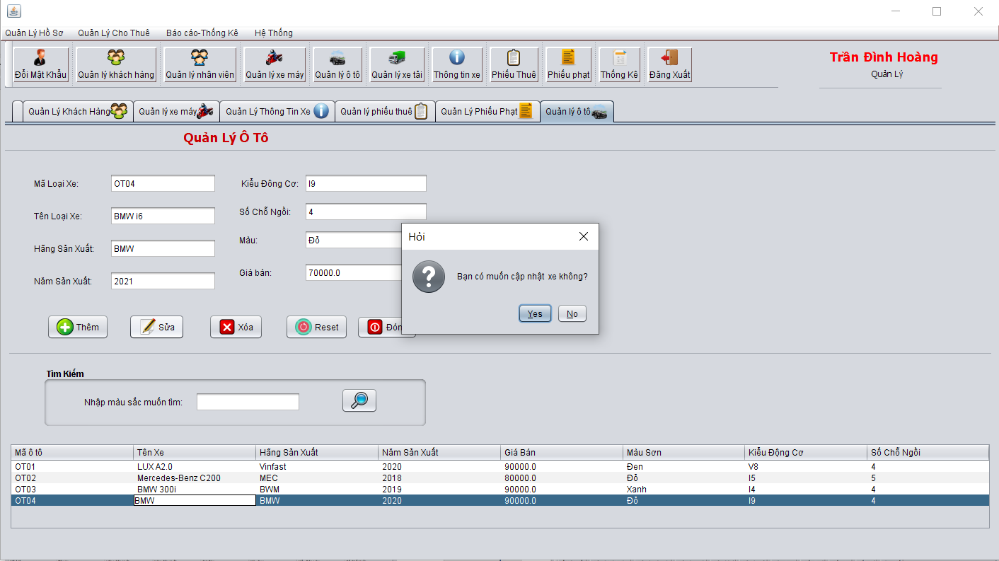 Quản Lý Hồ Sơ Quản Lý Cho Thuê Báo cáo-Thống Kê Hệ Thống
Đổi Mật Khẩu Quản lý khách hàng Quản lý nhân viên Quản lý xe máy Quản lý ô tô Quản lý xe tải Thông tin xe Phiếu Thuê Phiếu phạt Thống Kê Đăng Xuất
Trần Đình Hoàng
Quản Lý
Quản Lý Khách Hàng Quản lý xe máy Quản Lý Thông Tin Xe Quản lý phiếu thuê Quản Lý Phiếu Phạt Quản lý ô tô
Quản Lý Ô Tô
Mã Loại Xe: OT04 Kiểu Đông Cơ: I9
Tên Loại Xe: BMW i6 Số Chỗ Ngồi: 4
Hãng Sản Xuất: BMW Màu: Đỏ
Năm Sản Xuất: 2021 Giá bán: 70000.0
Hỏi
Bạn có muốn cập nhật xe không?
Yes No
Thêm Sửa Xóa Reset Đón
Tìm Kiếm
Nhập màu sắc muốn tìm:
Mã ô tô Tên Xe Hãng Sản Xuất Năm Sản Xuất Giá Bán Màu Sơn Kiểu Động Cơ Số Chỗ Ngồi
OT01 LUX A2.0 Vinfast 2020 90000.0 Đen V8 4
OT02 Mercedes-Benz C200 MEC 2018 80000.0 Đỏ I5 5
OT03 BMW 300i BWM 2019 90000.0 Xanh I4 4
OT04 BMW BMW 2020 90000.0 Đỏ I9 4